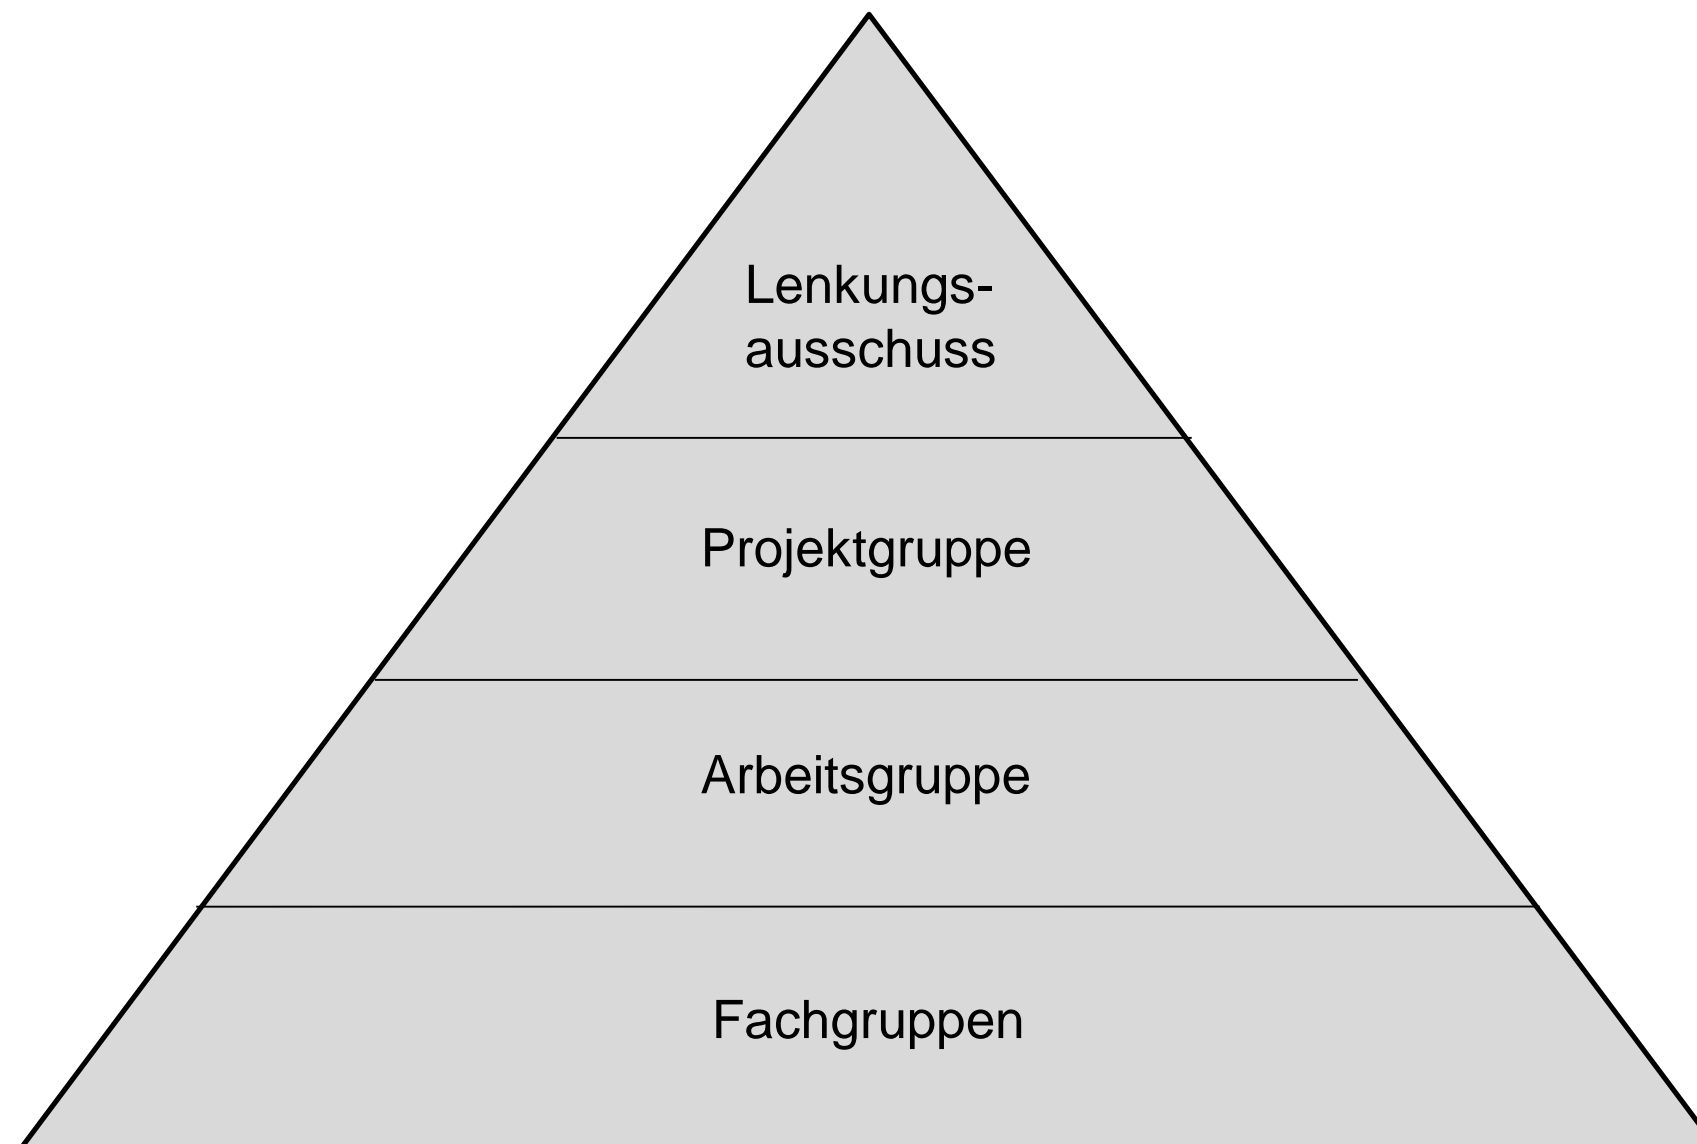 Lenkungs-
ausschuss
Projektgruppe
Arbeitsgruppe
Fachgruppen